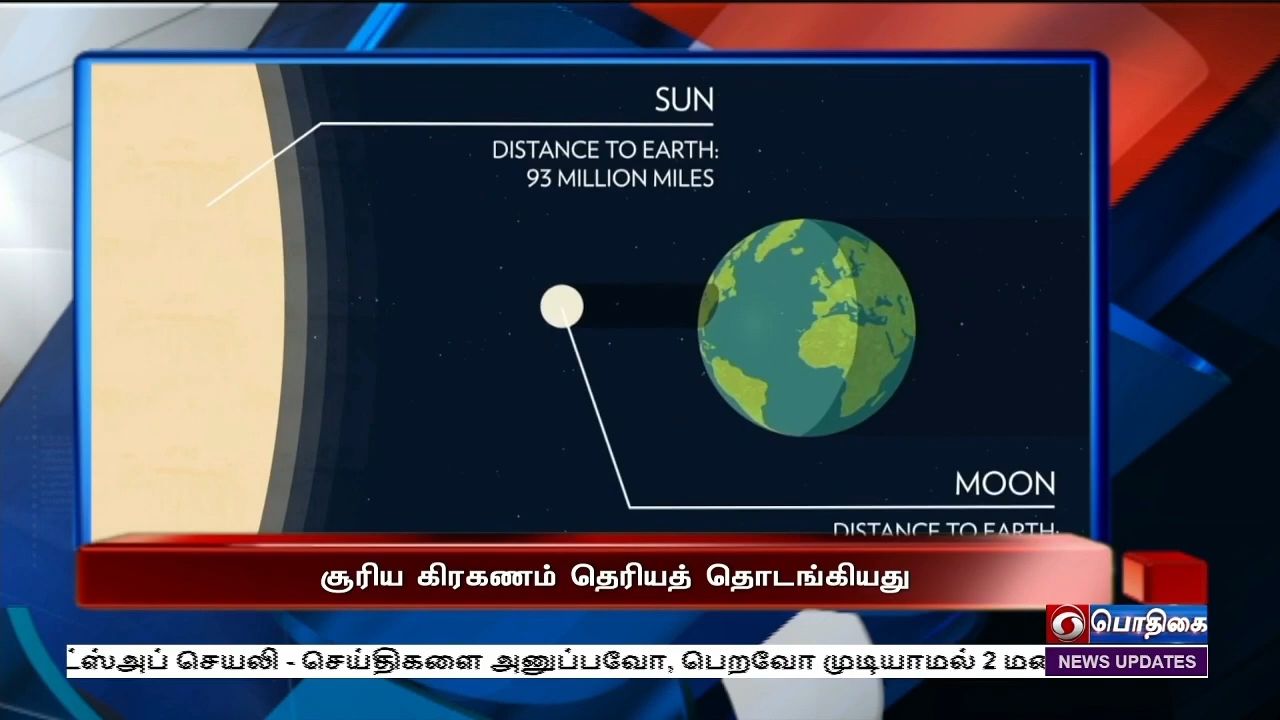 SUN
DISTANCE TO EARTH:
93 MILLION MILES
MOON
DISTANCE TO EARTH:
சூரிய கிரகணம் தெரியத் தொடங்கியது
பொதிகை
ட்ஸ்அப் செயலி - செய்திகளை அனுப்பவோ, பெறவோ முடியாமல் 2
NEWS UPDATES